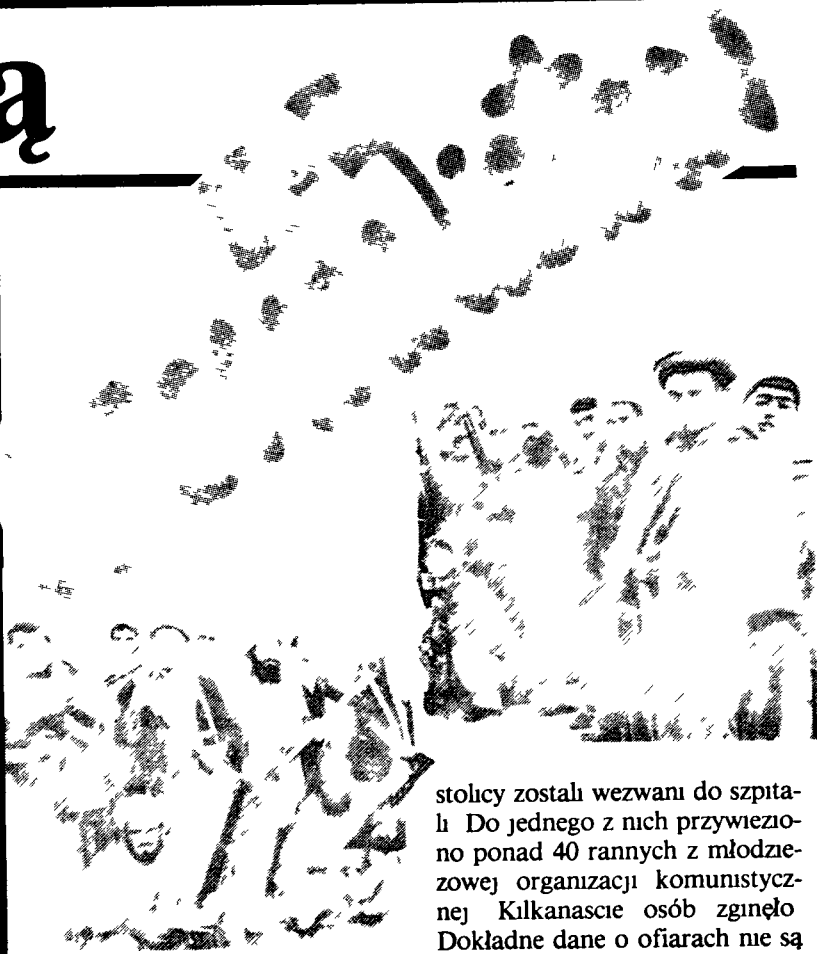 ą
stolicy zostali wezwani do szpita-
li Do jednego z nich przywiezio-
no ponad 40 rannych z młodzie-
zowej organizacji komunistycz-
nej Kilkanascie osób zginęło
Dokładne dane o ofiarach nie są